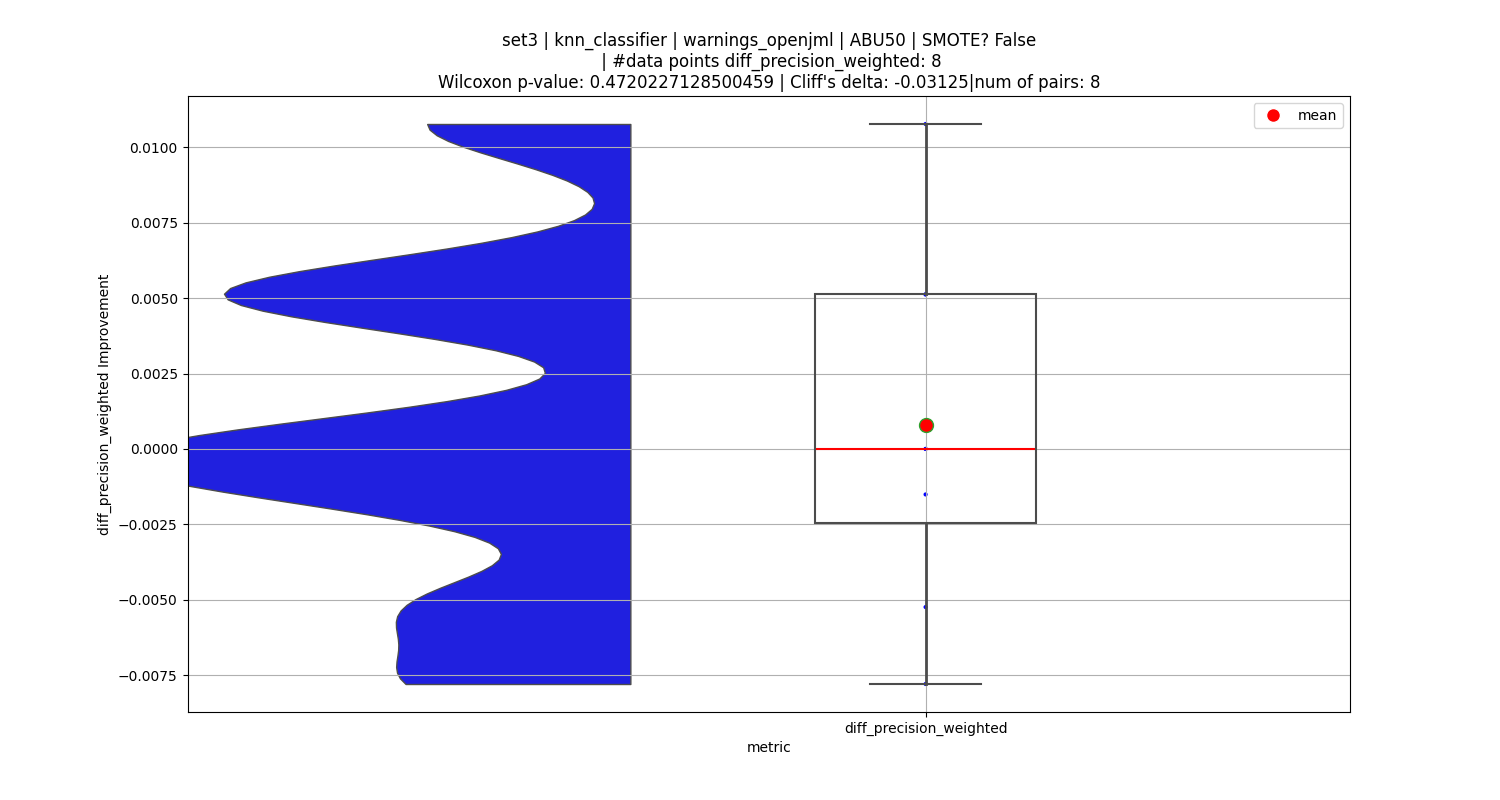 set3 | knn_classifier | warnings_openjml | ABU50 | SMOTE? False
| #data points diff_precision_weighted: 8
Wilcoxon p-value: 0.4720227128500459 | Cliff's delta: -0.03125|num of pairs: 8
mean
0.0100
0.0075
0.0050
0.0025
0.0000
−0.0025
−0.0050
−0.0075
diff_precision_weighted Improvement
diff_precision_weighted
metric